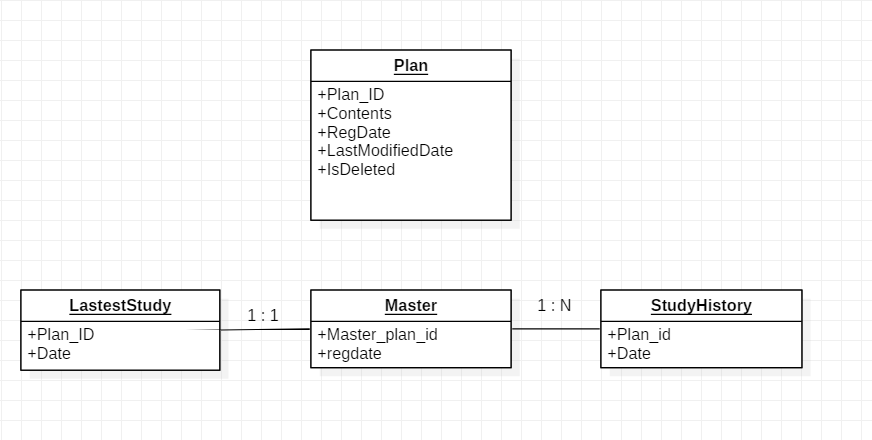 Plan
+Plan_ID
+Contents
+RegDate
+LastModifiedDate
+IsDeleted
LastestStudy
+Plan_ID
+Date
1 : 1
Master
+Master_plan_id
+regdate
1 : N
StudyHistory
+Plan_id
+Date